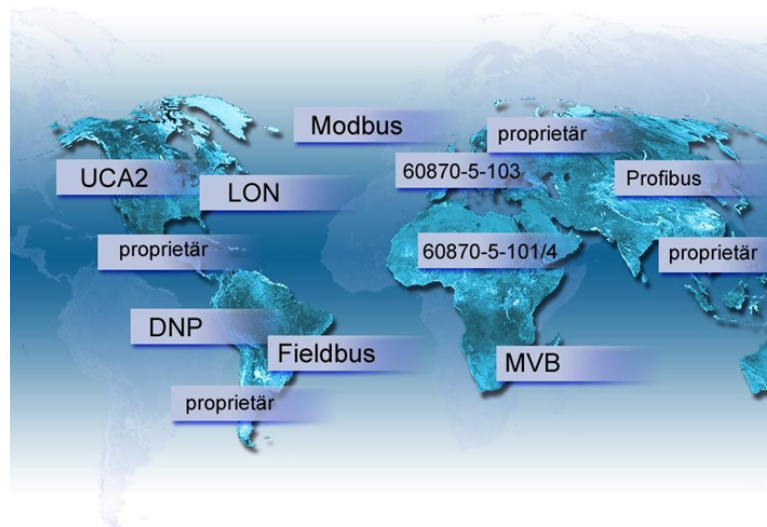 Modbus
proprietär
UCA2
LON
60870-5-103
Profibus
proprietär
60870-5-101/4
proprietär
DNP
Fieldbus
MVB
proprietär